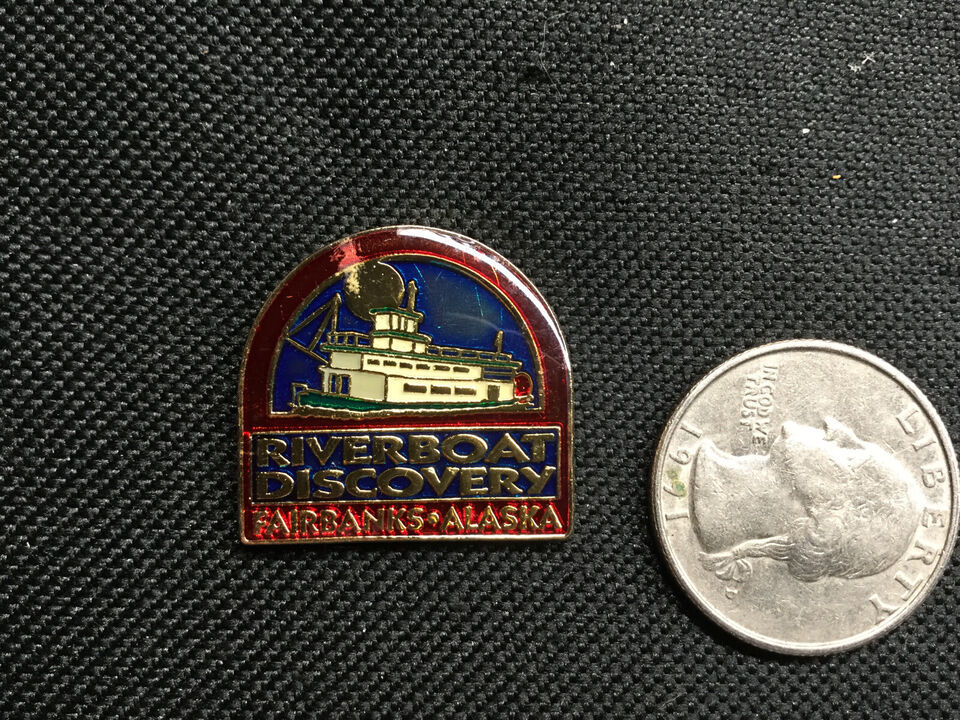 RIVERBOAT
DISCOVERY
FAIRBANKS • ALASKA
LIBERTY
IN GOD WE
TRUST
D
1991